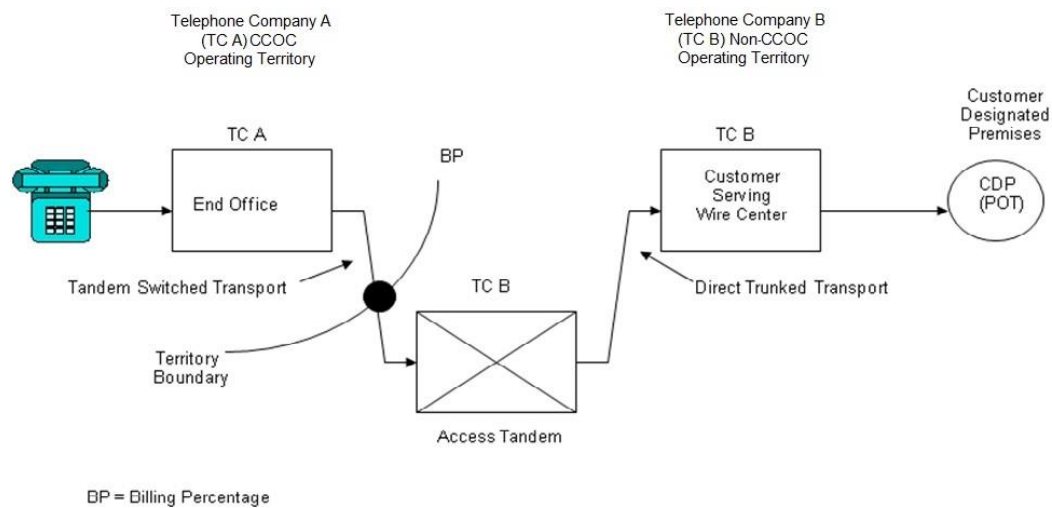 Telephone Company A
(TC A) CCOC
Operating Territory
Telephone Company B
(TC B) Non-CCOC
Operating Territory
Customer
Designated
Premises
TC A
BP
TC B
End Office
Customer
Serving
Wire Center
CDP
(POT)
Tandem Switched Transport
TC B
Direct Trunked Transport
Territory
Boundary
Access Tandem
BP = Billing Percentage